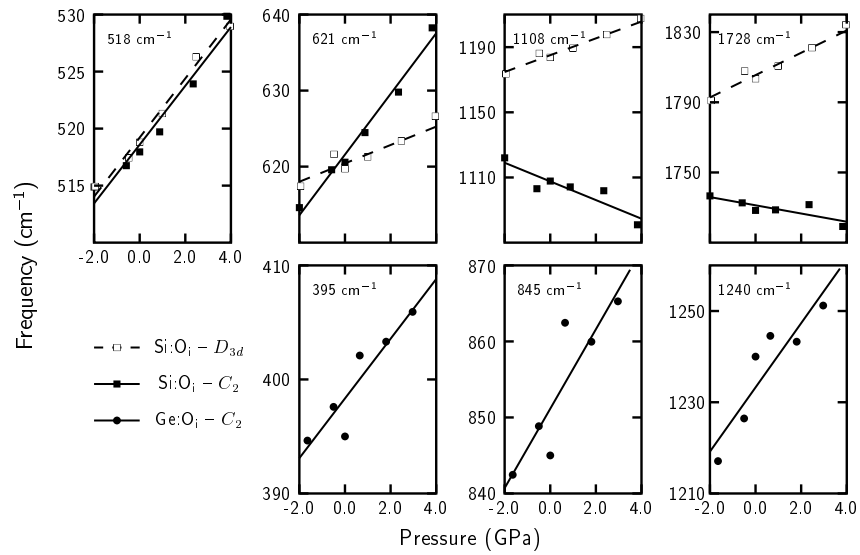 530
525
520
515
518 cm⁻¹
-2.0 0.0 2.0 4.0
640
630
620
621 cm⁻¹
1190
1150
1110
1108 cm⁻¹
1830
1790
1750
1728 cm⁻¹
Frequency (cm⁻¹)
Si:Oᵢ – D₃d
Si:Oᵢ – C₂
Ge:Oᵢ – C₂
410
400
390
395 cm⁻¹
-2.0 0.0 2.0 4.0
870
860
850
840
845 cm⁻¹
-2.0 0.0 2.0 4.0
1250
1230
1210
1240 cm⁻¹
-2.0 0.0 2.0 4.0
Pressure (GPa)